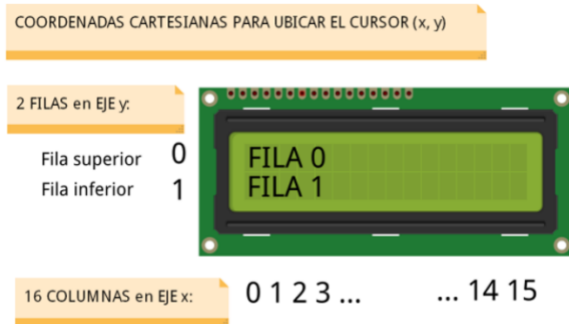 COORDENADAS CARTESIANAS PARA UBICAR EL CURSOR (x, y)
2 FILAS en EJE y:
Fila superior 0
Fila inferior 1
FILA 0
FILA 1
16 COLUMNAS en EJE x:
0 1 2 3 ... ... 14 15